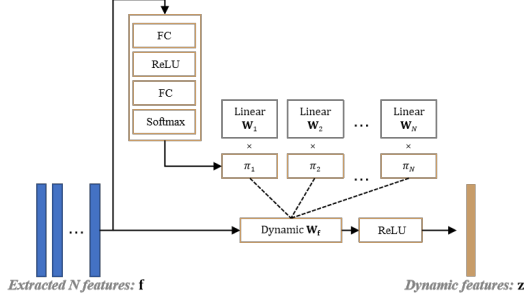 FC
ReLU
FC
Softmax
Linear Linear Linear
W1 W2 ... WN
× × ×
π1 π2 ... πN
...
Dynamic Wf ReLU
Extracted N features: f Dynamic features: z